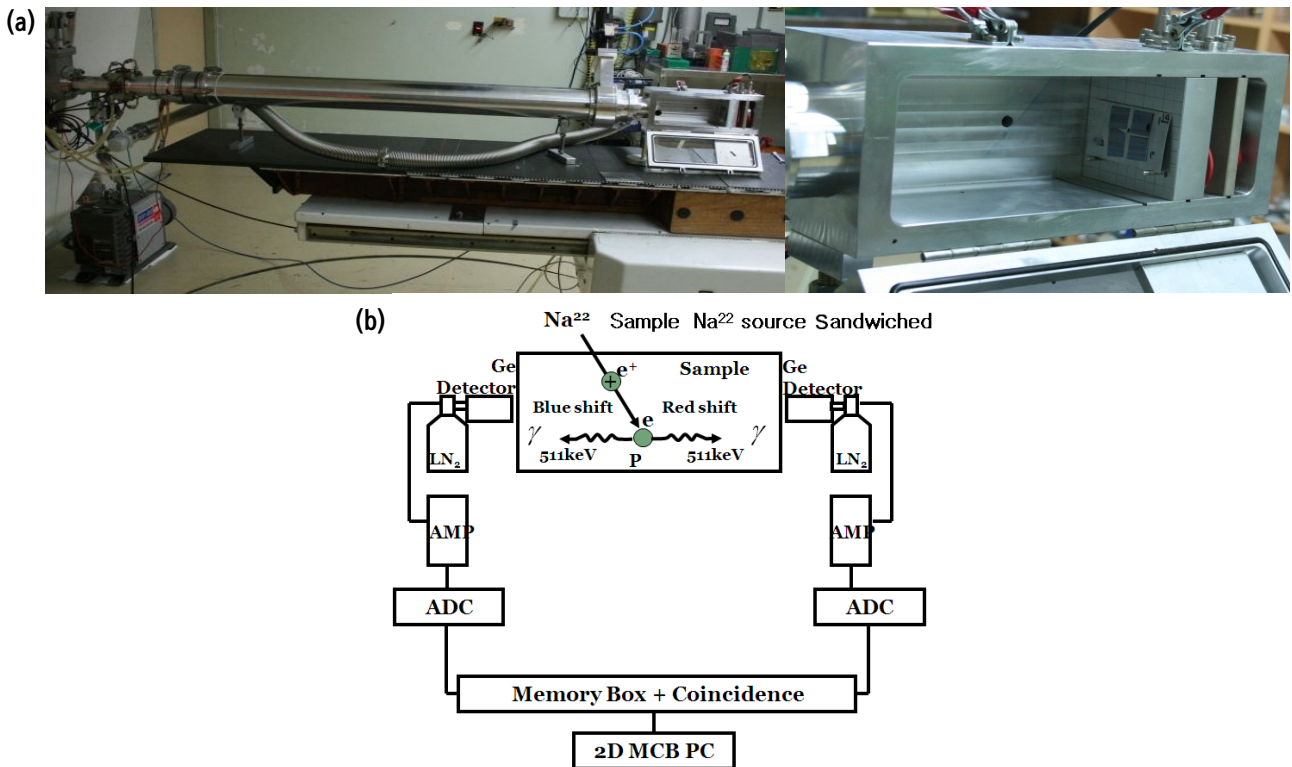 (a)
(b)
Na²² Sample Na²² source Sandwiched
Ge
Detector
e⁺
Sample
Ge
Detector
Blue shift
e
Red shift
γ
γ
511keV
P
511keV
LN₂
LN₂
AMP
AMP
ADC
ADC
Memory Box + Coincidence
2D MCB PC